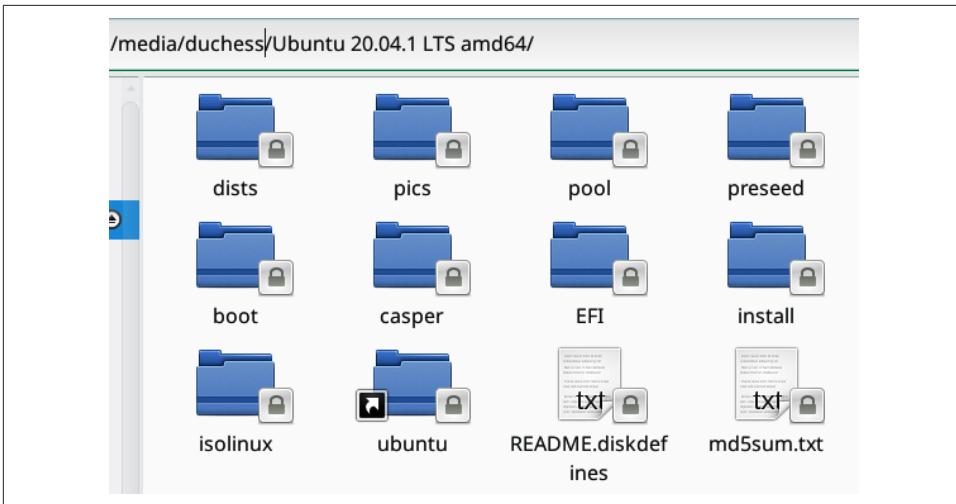 /media/duchess/Ubuntu 20.04.1 LTS amd64/
dists pics pool preseed
boot casper EFI install
isolinux ubuntu README.diskdef
ines md5sum.txt
txt txt